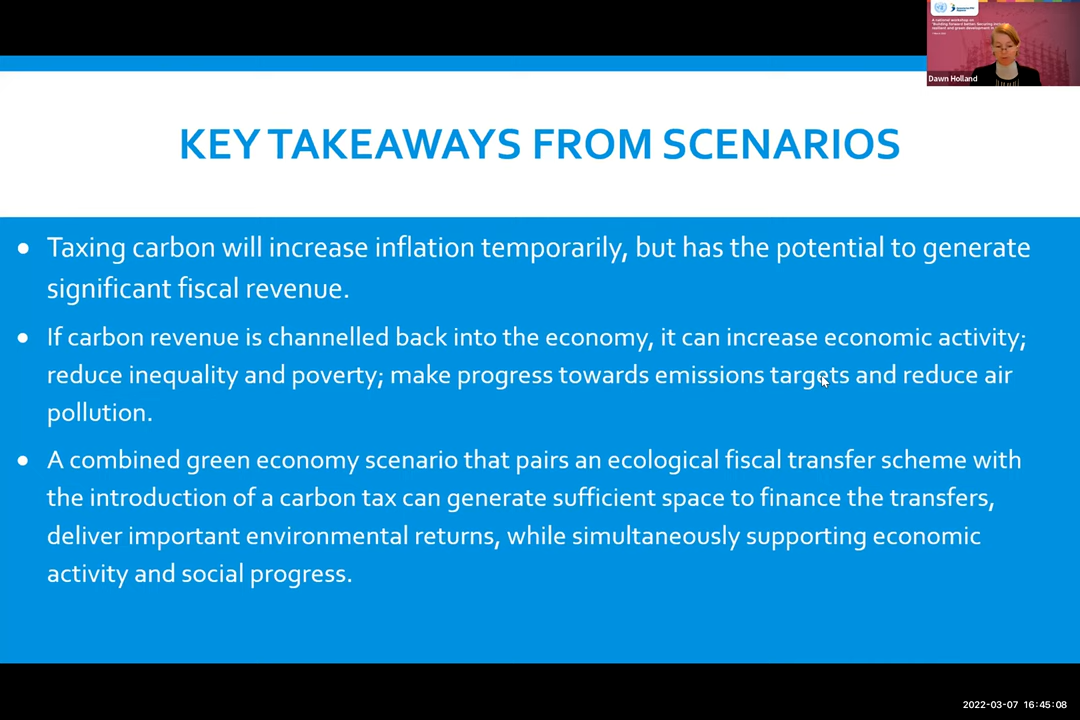 A national workshop on
Dawn Holland
KEY TAKEAWAYS FROM SCENARIOS
● Taxing carbon will increase inflation temporarily, but has the potential to generate
significant fiscal revenue.
● If carbon revenue is channelled back into the economy, it can increase economic activity;
reduce inequality and poverty; make progress towards emissions targets and reduce air
pollution.
● A combined green economy scenario that pairs an ecological fiscal transfer scheme with
the introduction of a carbon tax can generate sufficient space to finance the transfers,
deliver important environmental returns, while simultaneously supporting economic
activity and social progress.
2022-03-07 16:45:08